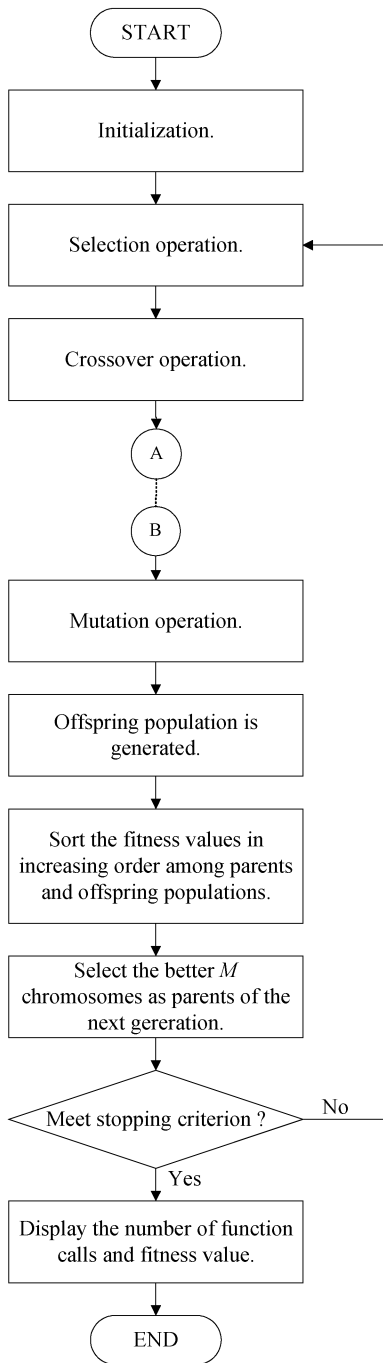 START
Initialization.
Selection operation.
Crossover operation.
A
B
Mutation operation.
Offspring population is
generated.
Sort the fitness values in
increasing order among parents
and offspring populations.
Select the better M
chromosomes as parents of the
next gereration.
Meet stopping criterion ?
No
Yes
Display the number of function
calls and fitness value.
END